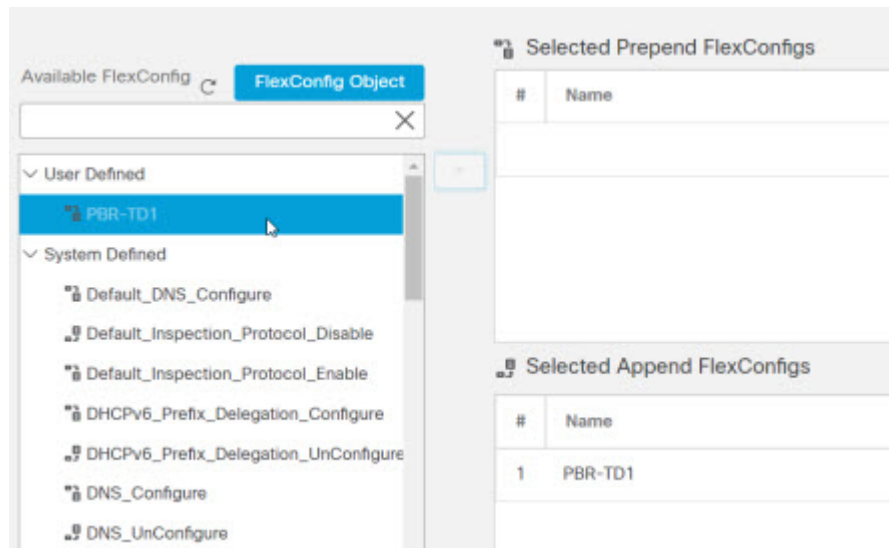 Available FlexConfig
FlexConfig Object
User Defined
PBR-TD1
System Defined
Default_DNS_Configure
Default_Inspection_Protocol_Disable
Default_Inspection_Protocol_Enable
DHCPv6_Prefix_Delegation_Configure
DHCPv6_Prefix_Delegation_UnConfigure
DNS_Configure
DNS_UnConfigure
Selected Prepend FlexConfigs
# Name
Selected Append FlexConfigs
# Name
1 PBR-TD1